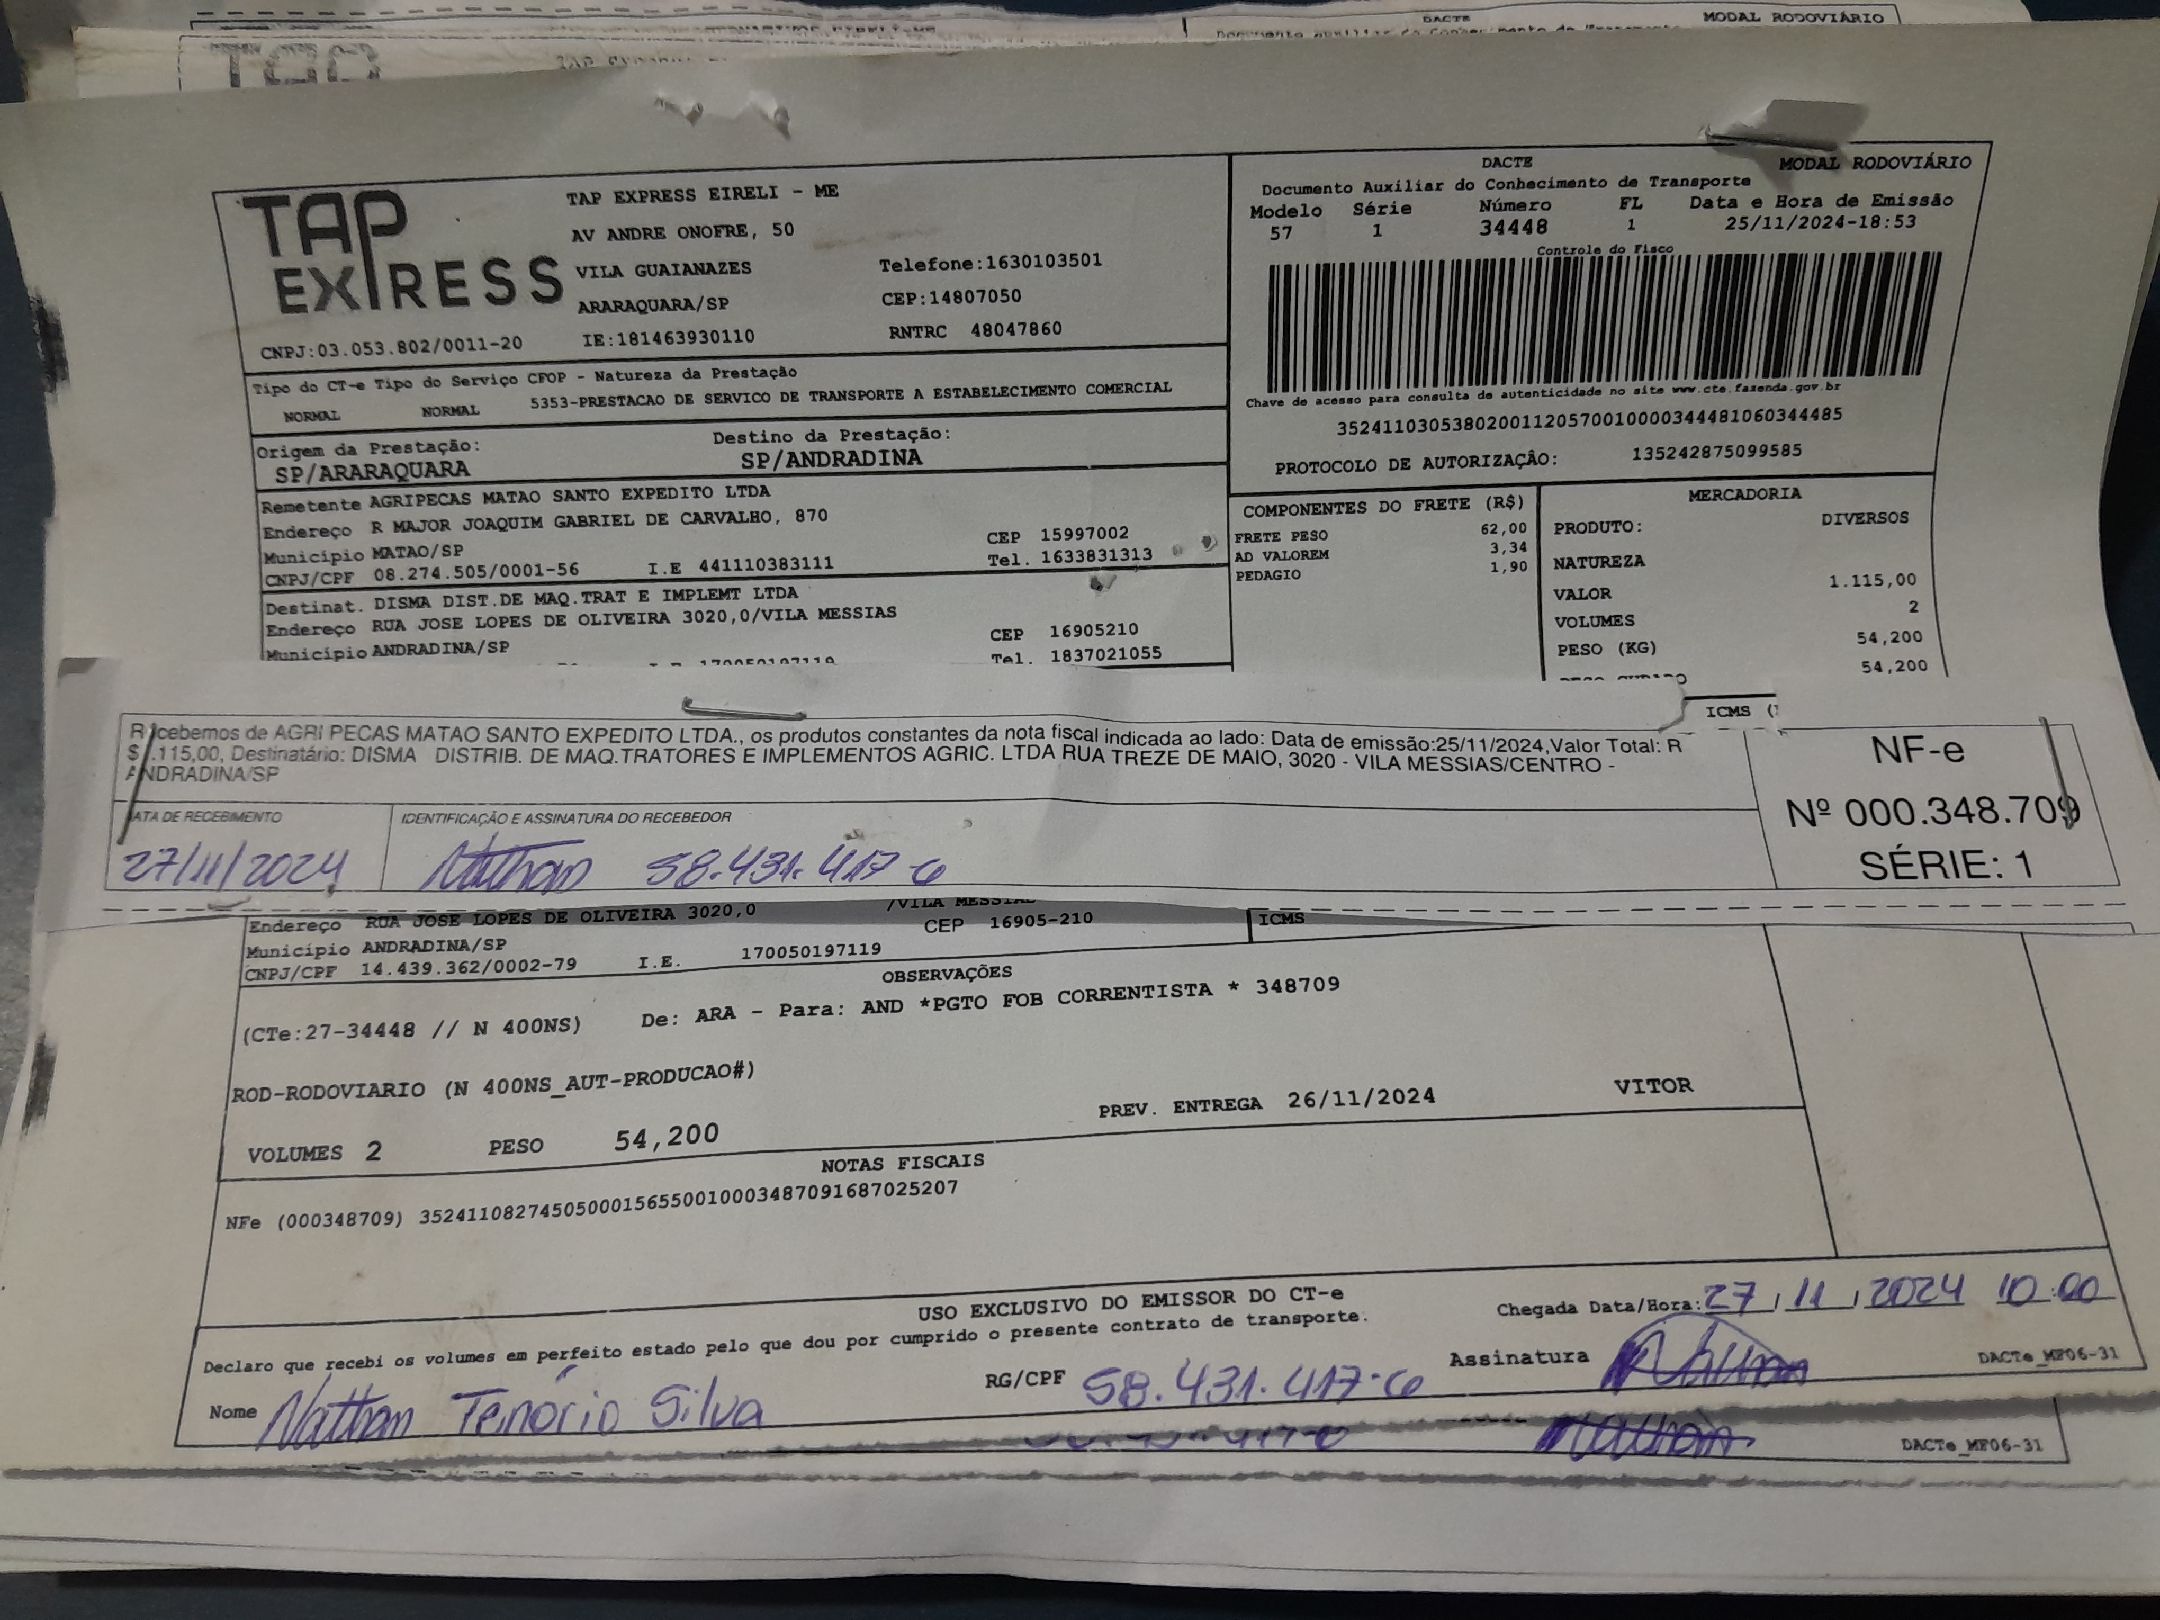 DACTE MODAL RODOVIÁRIO
TAP EXPRESS
TAP EXPRESS EIRELI - ME
AV ANDRE ONOFRE, 50
VILA GUAIANAZES Telefone:1630103501
ARARAQUARA/SP CEP:14807050
CNPJ:03.053.802/0011-20 IE:181463930110 RNTRC 48047860
DACTE MODAL RODOVIÁRIO
Documento Auxiliar do Conhecimento de Transporte
Modelo Série Número FL Data e Hora de Emissão
57 1 34448 1 25/11/2024-18:53
Controle do Fisco
Chave de acesso para consulta de autenticidade no site www.cte.fazenda.gov.br
35241103053802001120570010000344481060344485
PROTOCOLO DE AUTORIZAÇÂO: 135242875099585
Tipo do CT-e Tipo do Serviço CFOP - Natureza da Prestação
NORMAL NORMAL 5353-PRESTACAO DE SERVICO DE TRANSPORTE A ESTABELECIMENTO COMERCIAL
Origem da Prestação: Destino da Prestação:
SP/ARARAQUARA SP/ANDRADINA
Remetente AGRIPECAS MATAO SANTO EXPEDITO LTDA
Endereço R MAJOR JOAQUIM GABRIEL DE CARVALHO, 870
Município MATAO/SP CEP 15997002
CNPJ/CPF 08.274.505/0001-56 I.E 441110383111 Tel. 1633831313
Destinat. DISMA DIST.DE MAQ.TRAT E IMPLEMT LTDA
Endereço RUA JOSE LOPES DE OLIVEIRA 3020,0/VILA MESSIAS
Município ANDRADINA/SP CEP 16905210
Tel. 1837021055
COMPONENTES DO FRETE (R$)
FRETE PESO 62,00
AD VALOREM 3,34
PEDAGIO 1,90
MERCADORIA
PRODUTO: DIVERSOS
NATUREZA
VALOR 1.115,00
VOLUMES 2
PESO (KG) 54,200
54,200
ICMS
Recebemos de AGRI PECAS MATAO SANTO EXPEDITO LTDA., os produtos constantes da nota fiscal indicada ao lado: Data de emissão:25/11/2024,Valor Total: R
$ .115,00, Destinatário: DISMA DISTRIB. DE MAQ.TRATORES E IMPLEMENTOS AGRIC. LTDA RUA TREZE DE MAIO, 3020 - VILA MESSIAS/CENTRO -
ANDRADINA/SP
NF-e
Nº 000.348.709
SÉRIE: 1
DATA DE RECEBIMENTO IDENTIFICAÇÃO E ASSINATURA DO RECEBEDOR
27/11/2024 Nathan 58.431.417-6
Endereço RUA JOSE LOPES DE OLIVEIRA 3020,0 /VILA MESSIAS
CEP 16905-210 ICMS
Município ANDRADINA/SP
CNPJ/CPF 14.439.362/0002-79 I.E. 170050197119
OBSERVAÇÕES
(CTe:27-34448 // N 400NS) De: ARA - Para: AND *PGTO FOB CORRENTISTA * 348709
ROD-RODOVIARIO (N 400NS_AUT-PRODUCAO#)
PREV. ENTREGA 26/11/2024 VITOR
VOLUMES 2 PESO 54,200
NOTAS FISCAIS
NFe (000348709) 35241108274505000156550010003487091687025207
USO EXCLUSIVO DO EMISSOR DO CT-e
Declaro que recebi os volumes em perfeito estado pelo que dou por cumprido o presente contrato de transporte.
Chegada Data/Hora: 27/11/2024 10:00
Nome Nathan Tenório Silva RG/CPF 58.431.417-6 Assinatura Nathan DACTe_MF06-31
Nathan DACTe_MF06-31